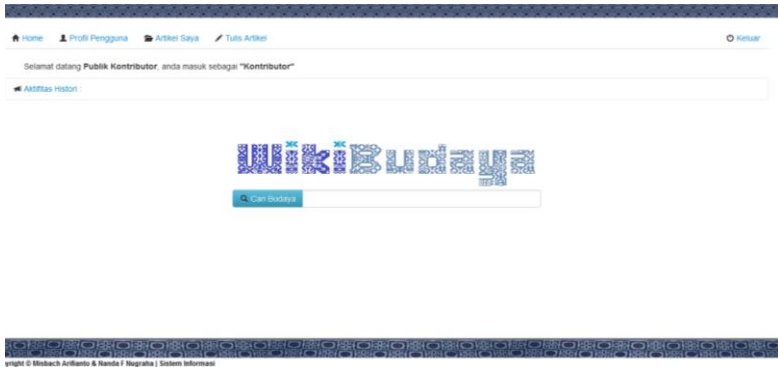 Home Profil Pengguna Artikel Saya Tulis Artikel Keluar
Selamat datang Publik Kontributor, anda masuk sebagai "Kontributor"
Aktifitas Histori :
WikiBudaya
Cari Budaya
yright © Misbach Arifianto & Nanda F Nugraha | Sistem Informasi